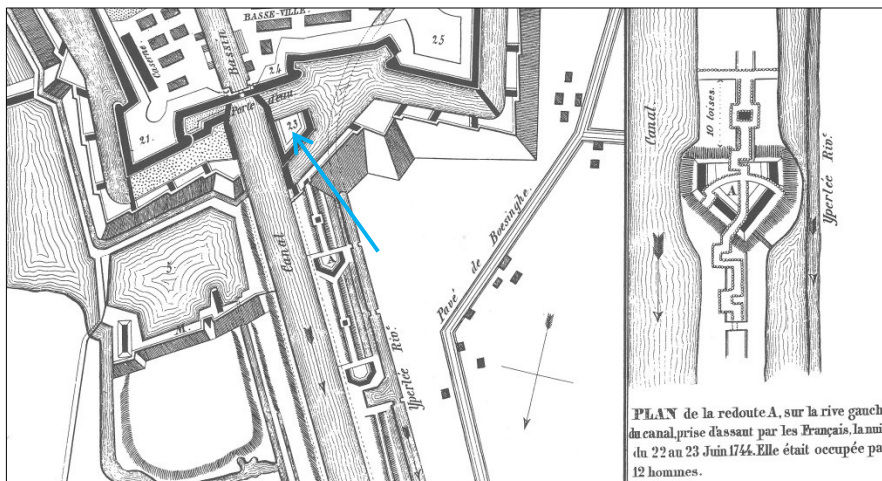 BASSE-VILLE.
25
Caserne
Bassin
24
Porte d'eau
21.
23
Canal
A
3.
M.
Yperlée Riv.e
Pavé de Boesinghe.
Canal
10 toises.
A
Yperlée Riv.e
PLAN de la redoute A, sur la rive gauch
du canal, prise d'assaut par les Français, la nui
du 22 au 23 Juin 1744. Elle était occupée pa
12 hommes.